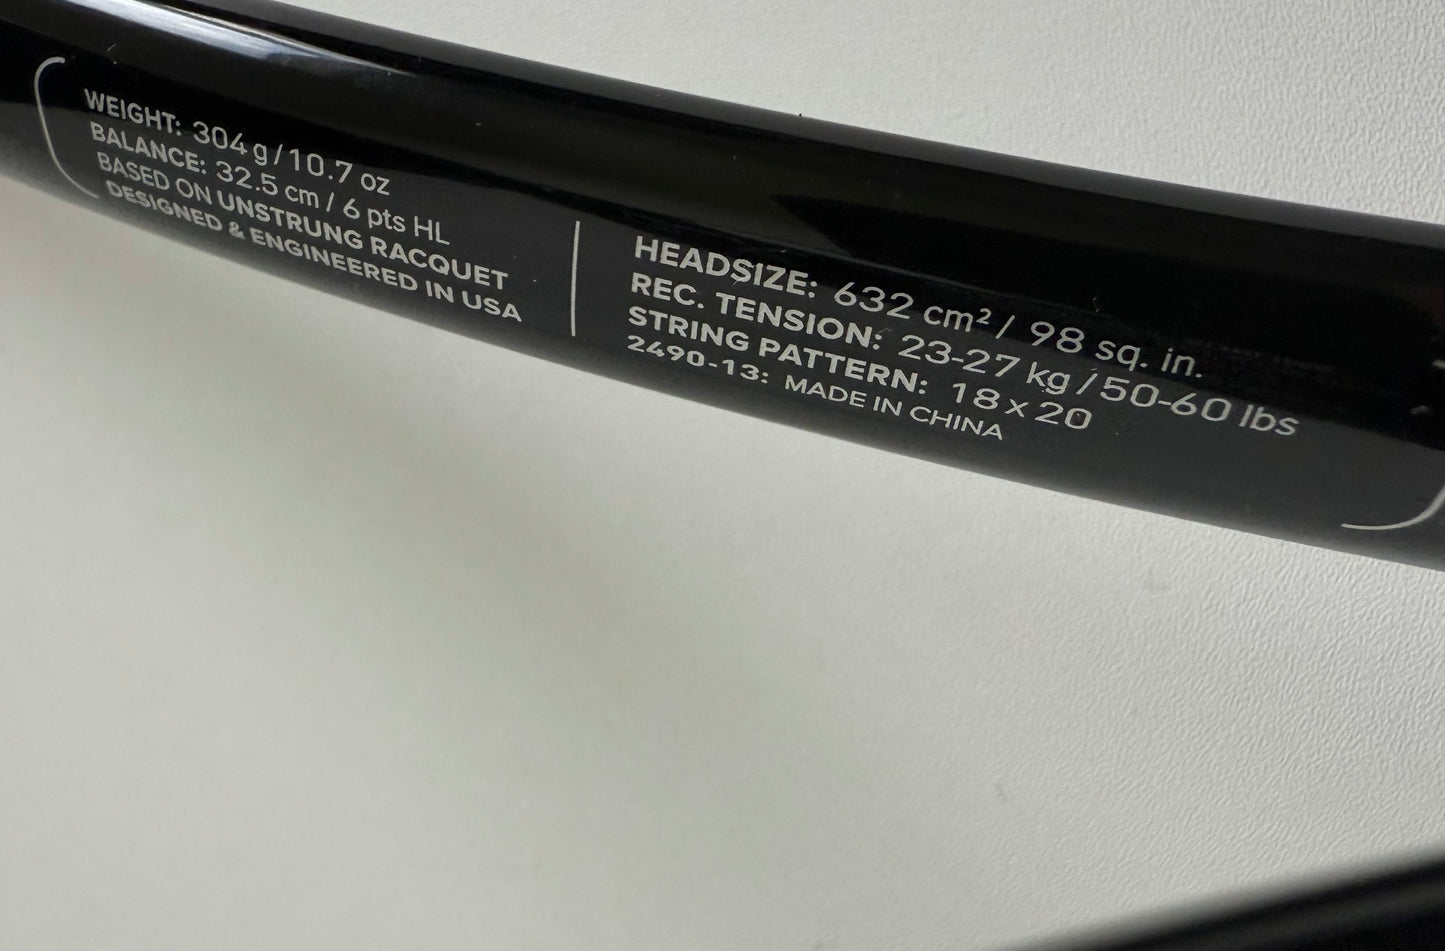 WEIGHT: 304 g / 10.7 oz
BALANCE: 32.5 cm / 6 pts HL
BASED ON UNSTRUNG RACQUET
DESIGNED & ENGINEERED IN USA
HEADSIZE: 632 cm² / 98 sq. in.
REC. TENSION: 23-27 kg / 50-60 lbs
STRING PATTERN: 18 x 20
2490-13: MADE IN CHINA